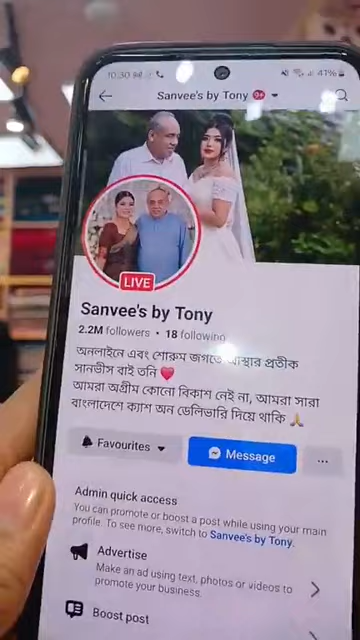 10:30
41%
Sanvee's by Tony 9+
LIVE
Sanvee's by Tony
2.2M followers • 18 following
অনলাইনে এবং শোরুম জগতে আস্থার প্রতীক
সানভীস বাই তনি ❤️
আমরা অগ্রীম কোনো বিকাশ নেই না, আমরা সারা
বাংলাদেশে ক্যাশ অন ডেলিভারি দিয়ে থাকি 🙏
Favourites
Message
...
Admin quick access
You can promote or boost a post while using your main
profile. To see more, switch to Sanvee's by Tony.
Advertise
Make an ad using text, photos or videos to
promote your business.
Boost post